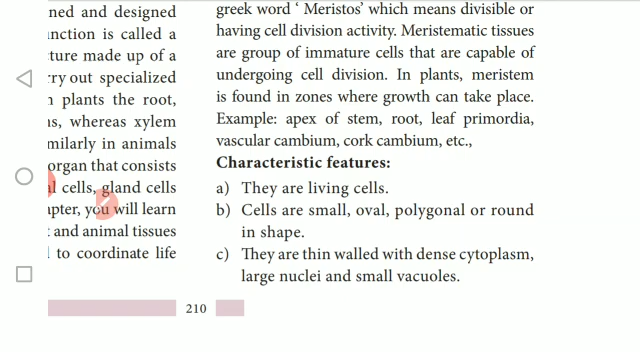 ned and designed
nction is called a
ture made up of a
rry out specialized
plants the root,
ns, whereas xylem
milarly in animals
organ that consists
l cells, gland cells
pter, you will learn
and animal tissues
to coordinate life
greek word ‘ Meristos’ which means divisible or
having cell division activity. Meristematic tissues
are group of immature cells that are capable of
undergoing cell division. In plants, meristem
is found in zones where growth can take place.
Example: apex of stem, root, leaf primordia,
vascular cambium, cork cambium, etc.,
Characteristic features:
a) They are living cells.
b) Cells are small, oval, polygonal or round
in shape.
c) They are thin walled with dense cytoplasm,
large nuclei and small vacuoles.
210